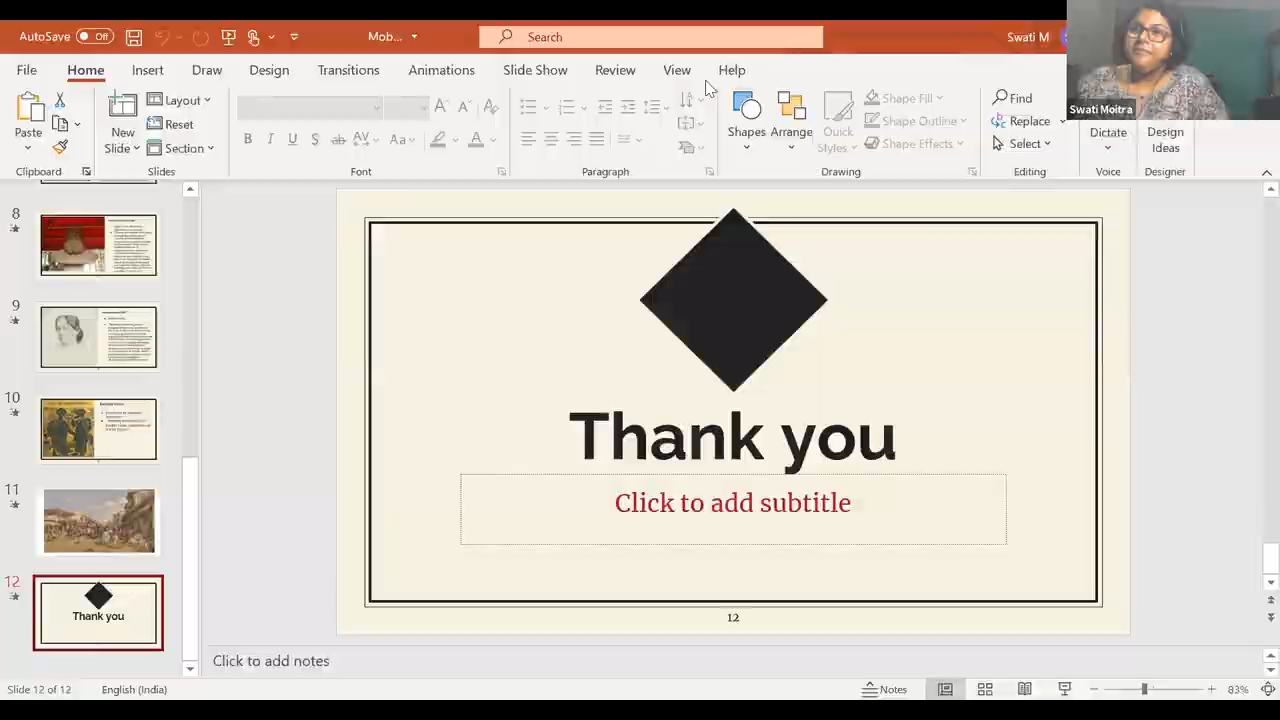 AutoSave Off Mob... Search Swati M
File Home Insert Draw Design Transitions Animations Slide Show Review View Help
Swati Moitra
Paste
New
Slide
Layout
Reset
Section
B I U S ab AV Aa A
Shapes Arrange Quick
Styles
Shape Fill
Shape Outline
Shape Effects
Find
Replace
Select
Dictate
Design
Ideas
Clipboard Slides Font Paragraph Drawing Editing Voice Designer
8
9
10
11
12
Thank you
Thank you
Click to add subtitle
12
Click to add notes
Slide 12 of 12 English (India) Notes 83%